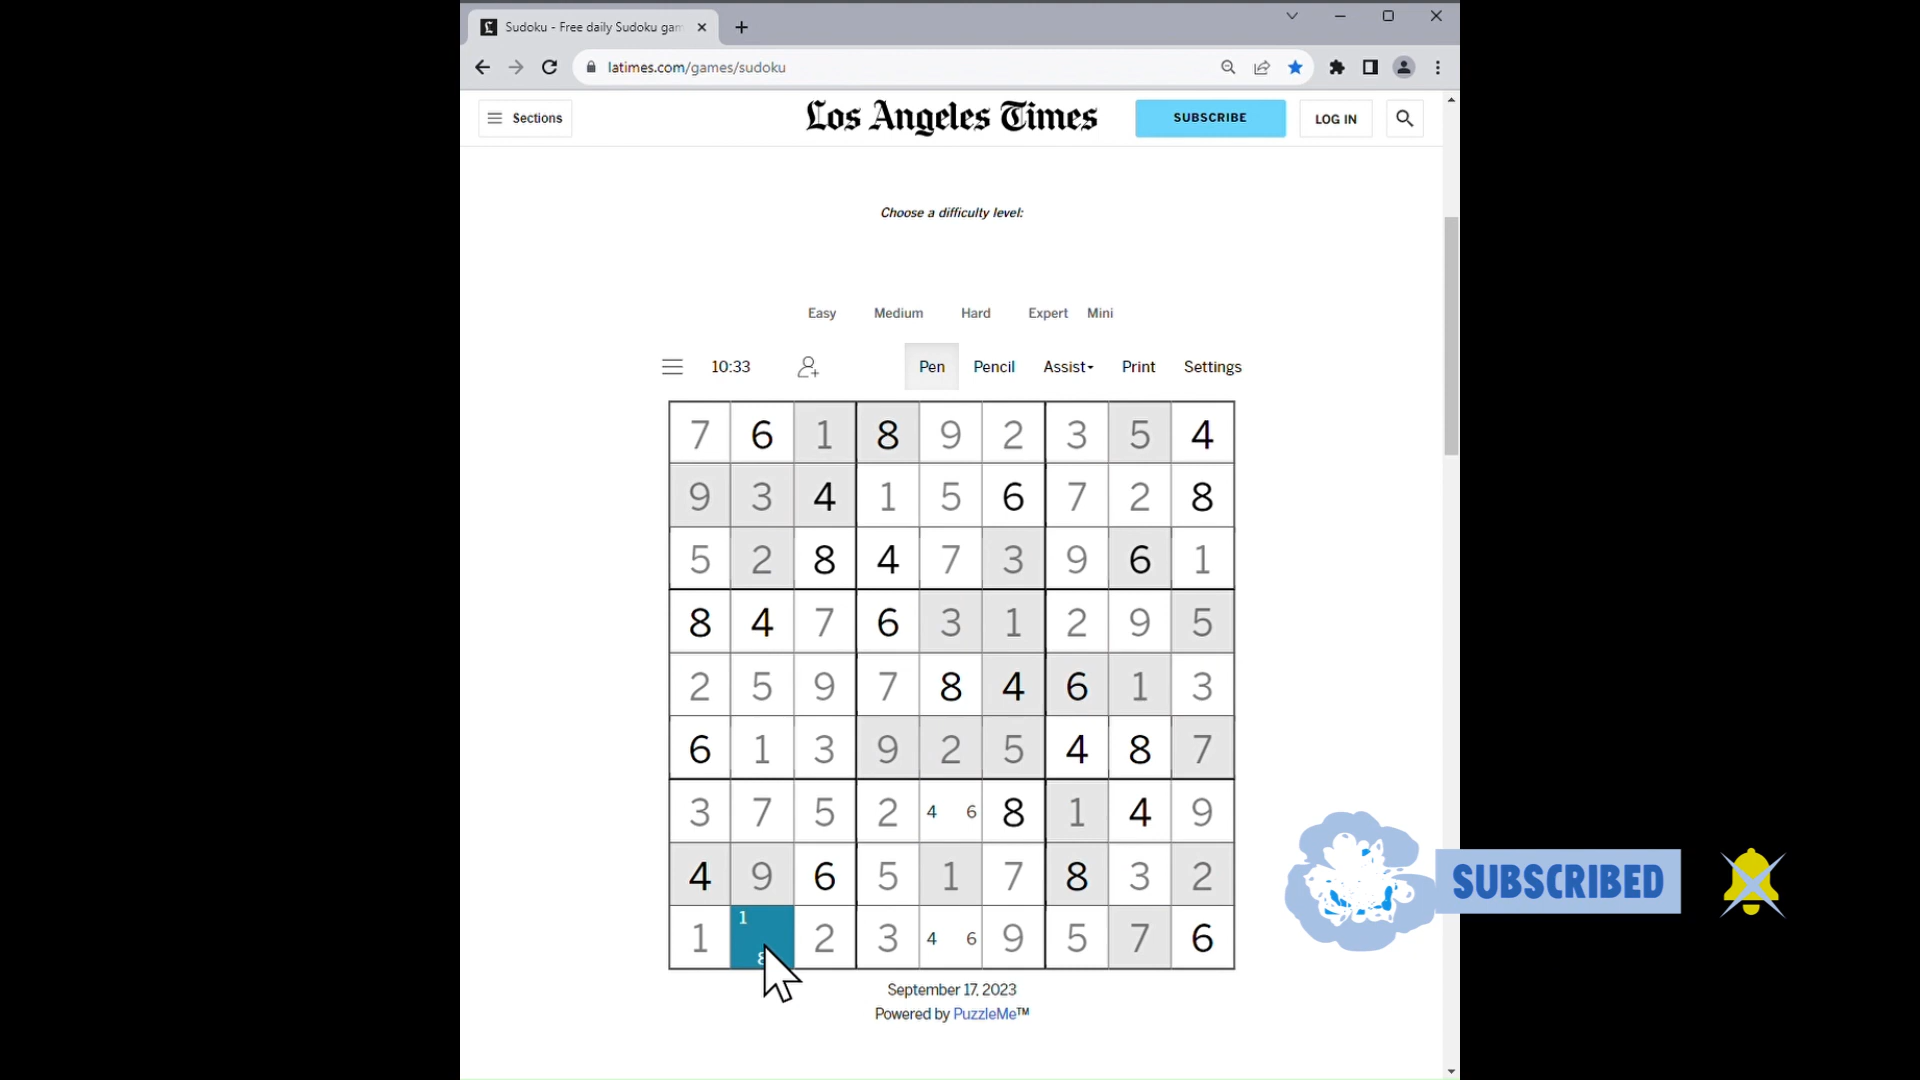 Sudoku - Free daily Sudoku gam
latimes.com/games/sudoku
Sections
Los Angeles Times
SUBSCRIBE
LOG IN
Choose a difficulty level:
Easy Medium Hard Expert Mini
10:33 Pen Pencil Assist Print Settings
7 6 1 8 9 2 3 5 4
9 3 4 1 5 6 7 2 8
5 2 8 4 7 3 9 6 1
8 4 7 6 3 1 2 9 5
2 5 9 7 8 4 6 1 3
6 1 3 9 2 5 4 8 7
3 7 5 2 4 6 8 1 4 9
4 9 6 5 1 7 8 3 2
1 1 8 2 3 4 6 9 5 7 6
SUBSCRIBED
September 17, 2023
Powered by PuzzleMe™